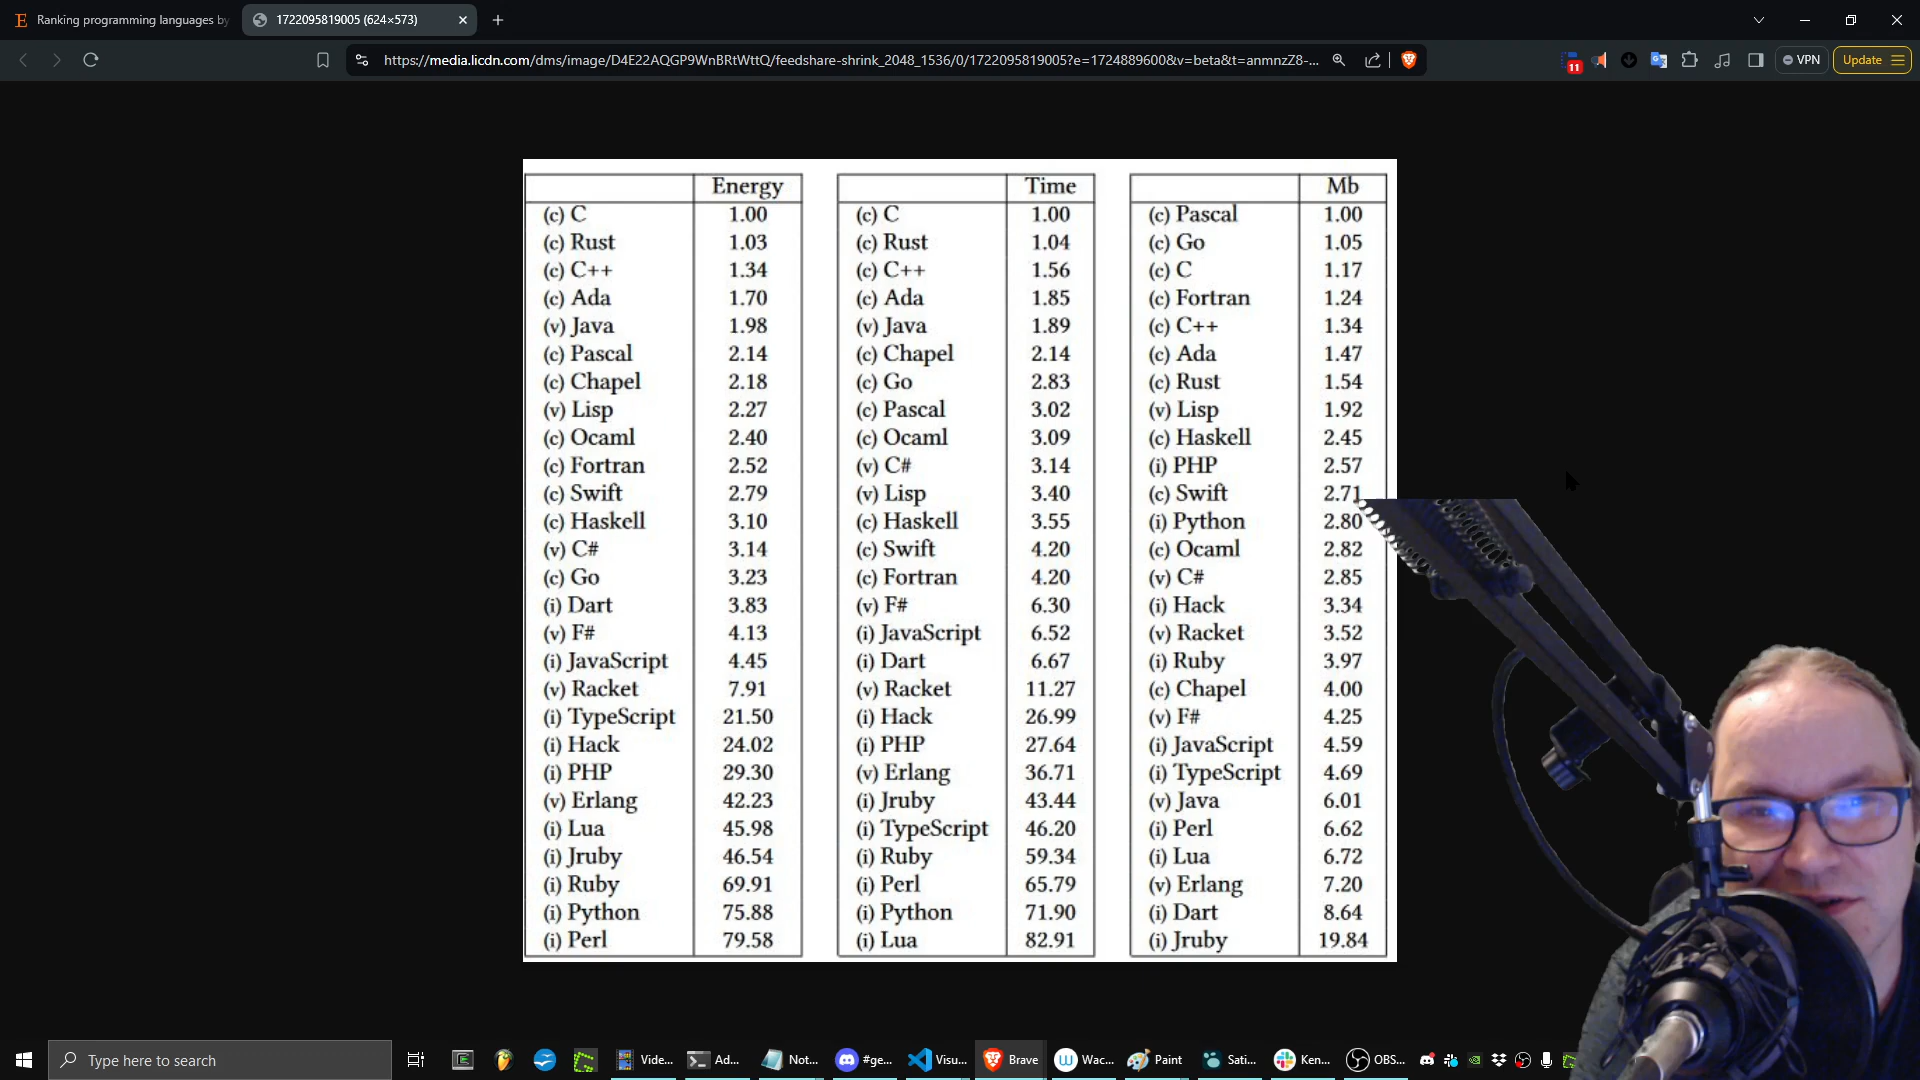 Ranking programming languages by
1722095819005 (624×573)
https://media.licdn.com/dms/image/D4E22AQGP9WnBRtWttQ/feedshare-shrink_2048_1536/0/1722095819005?e=1724889600&v=beta&t=anmnzZ8-...
11
VPN
Update
Energy
(c) C 1.00
(c) Rust 1.03
(c) C++ 1.34
(c) Ada 1.70
(v) Java 1.98
(c) Pascal 2.14
(c) Chapel 2.18
(v) Lisp 2.27
(c) Ocaml 2.40
(c) Fortran 2.52
(c) Swift 2.79
(c) Haskell 3.10
(v) C# 3.14
(c) Go 3.23
(i) Dart 3.83
(v) F# 4.13
(i) JavaScript 4.45
(v) Racket 7.91
(i) TypeScript 21.50
(i) Hack 24.02
(i) PHP 29.30
(v) Erlang 42.23
(i) Lua 45.98
(i) Jruby 46.54
(i) Ruby 69.91
(i) Python 75.88
(i) Perl 79.58
Time
(c) C 1.00
(c) Rust 1.04
(c) C++ 1.56
(c) Ada 1.85
(v) Java 1.89
(c) Chapel 2.14
(c) Go 2.83
(c) Pascal 3.02
(c) Ocaml 3.09
(v) C# 3.14
(v) Lisp 3.40
(c) Haskell 3.55
(c) Swift 4.20
(c) Fortran 4.20
(v) F# 6.30
(i) JavaScript 6.52
(i) Dart 6.67
(v) Racket 11.27
(i) Hack 26.99
(i) PHP 27.64
(v) Erlang 36.71
(i) Jruby 43.44
(i) TypeScript 46.20
(i) Ruby 59.34
(i) Perl 65.79
(i) Python 71.90
(i) Lua 82.91
Mb
(c) Pascal 1.00
(c) Go 1.05
(c) C 1.17
(c) Fortran 1.24
(c) C++ 1.34
(c) Ada 1.47
(c) Rust 1.54
(v) Lisp 1.92
(c) Haskell 2.45
(i) PHP 2.57
(c) Swift 2.71
(i) Python 2.80
(c) Ocaml 2.82
(v) C# 2.85
(i) Hack 3.34
(v) Racket 3.52
(i) Ruby 3.97
(c) Chapel 4.00
(v) F# 4.25
(i) JavaScript 4.59
(i) TypeScript 4.69
(v) Java 6.01
(i) Perl 6.62
(i) Lua 6.72
(v) Erlang 7.20
(i) Dart 8.64
(i) Jruby 19.84
Type here to search
Vide...
Ad...
Not...
#ge...
Visu...
Brave
Wac...
Paint
Sati...
Ken...
OBS...